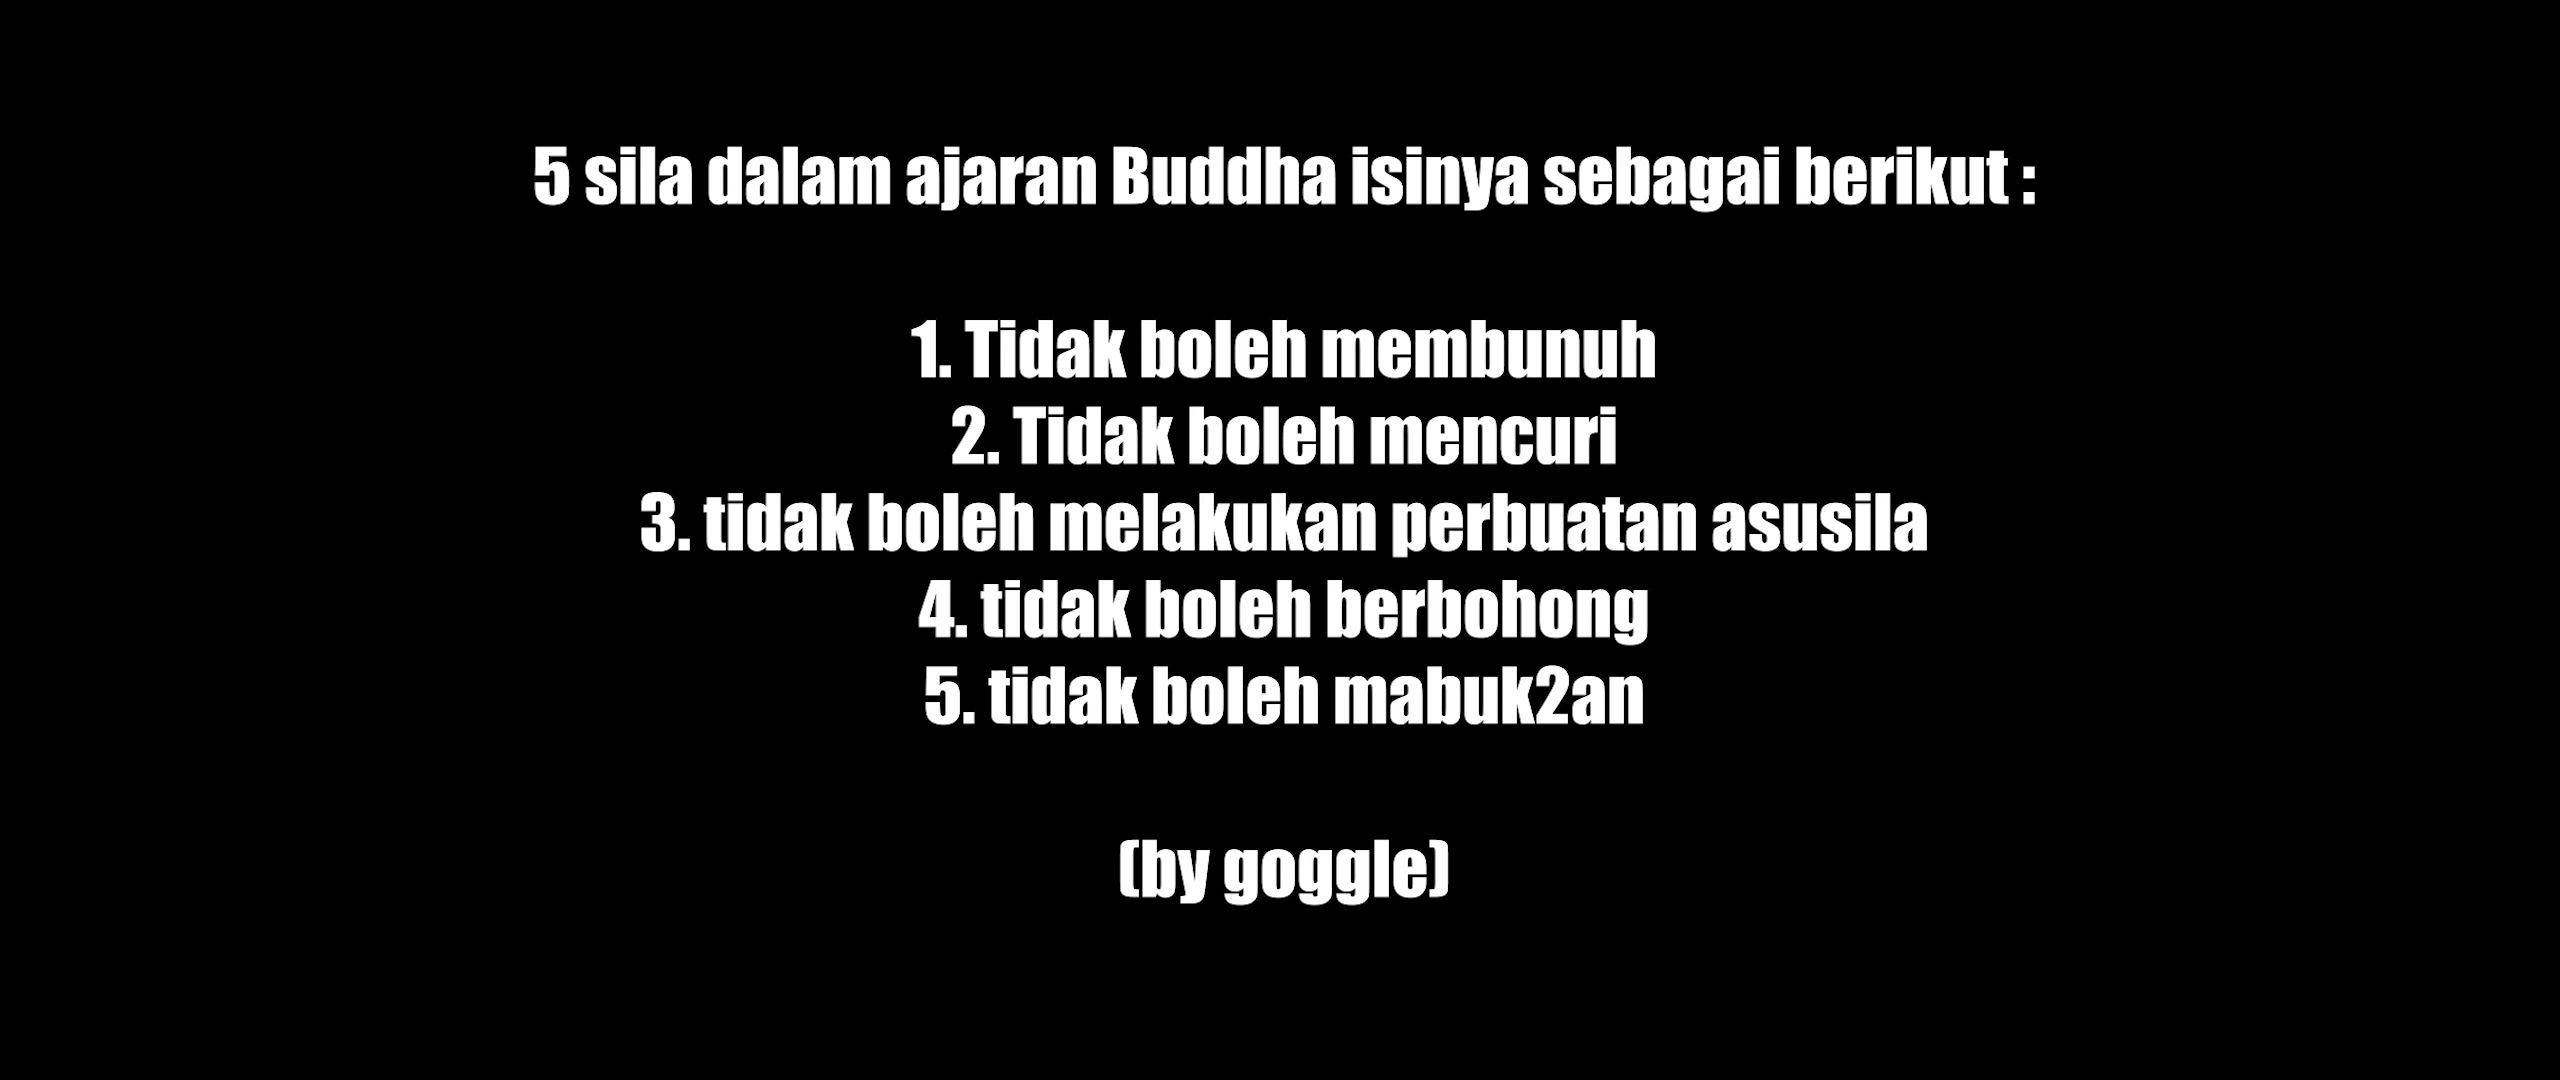 5 sila dalam ajaran Buddha isinya sebagai berikut :
1. Tidak boleh membunuh
2. Tidak boleh mencuri
3. tidak boleh melakukan perbuatan asusila
4. tidak boleh berbohong
5. tidak boleh mabuk2an
(by goggle)